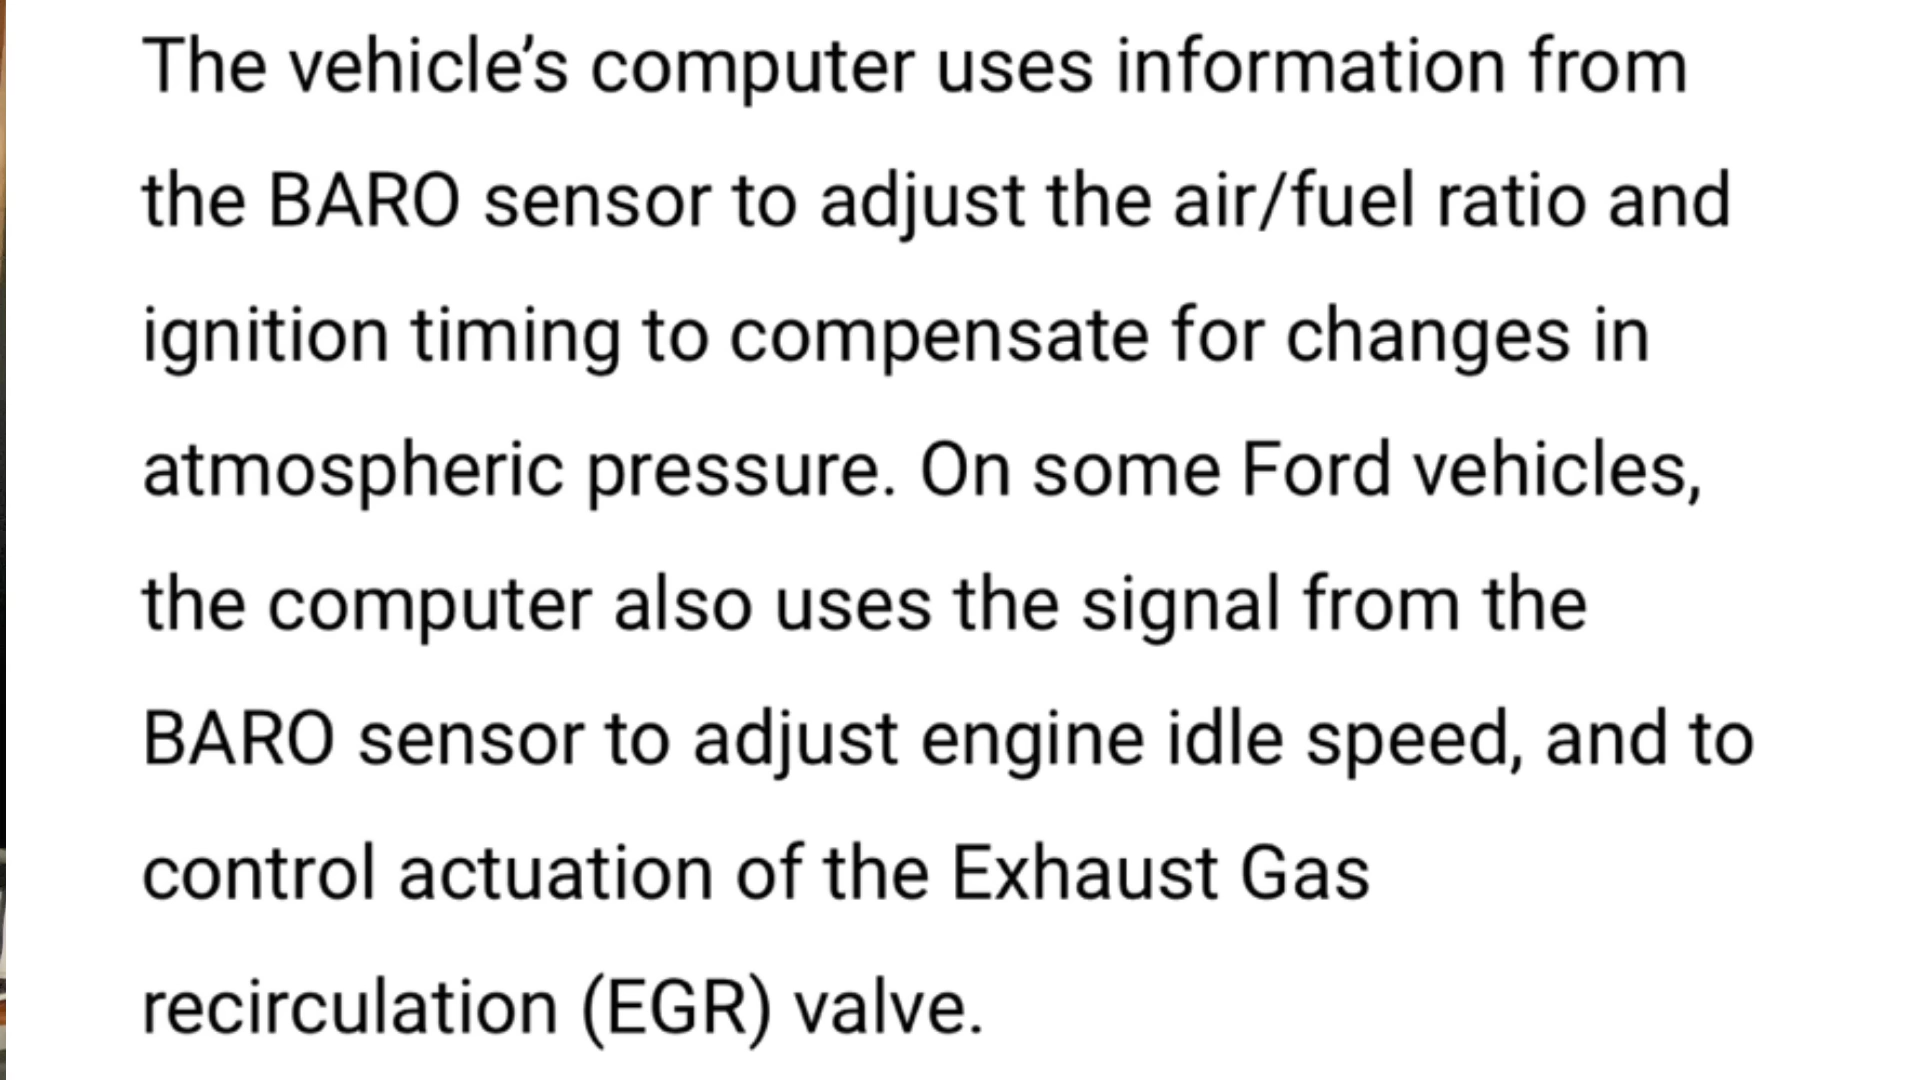 The vehicle’s computer uses information from
the BARO sensor to adjust the air/fuel ratio and
ignition timing to compensate for changes in
atmospheric pressure. On some Ford vehicles,
the computer also uses the signal from the
BARO sensor to adjust engine idle speed, and to
control actuation of the Exhaust Gas
recirculation (EGR) valve.